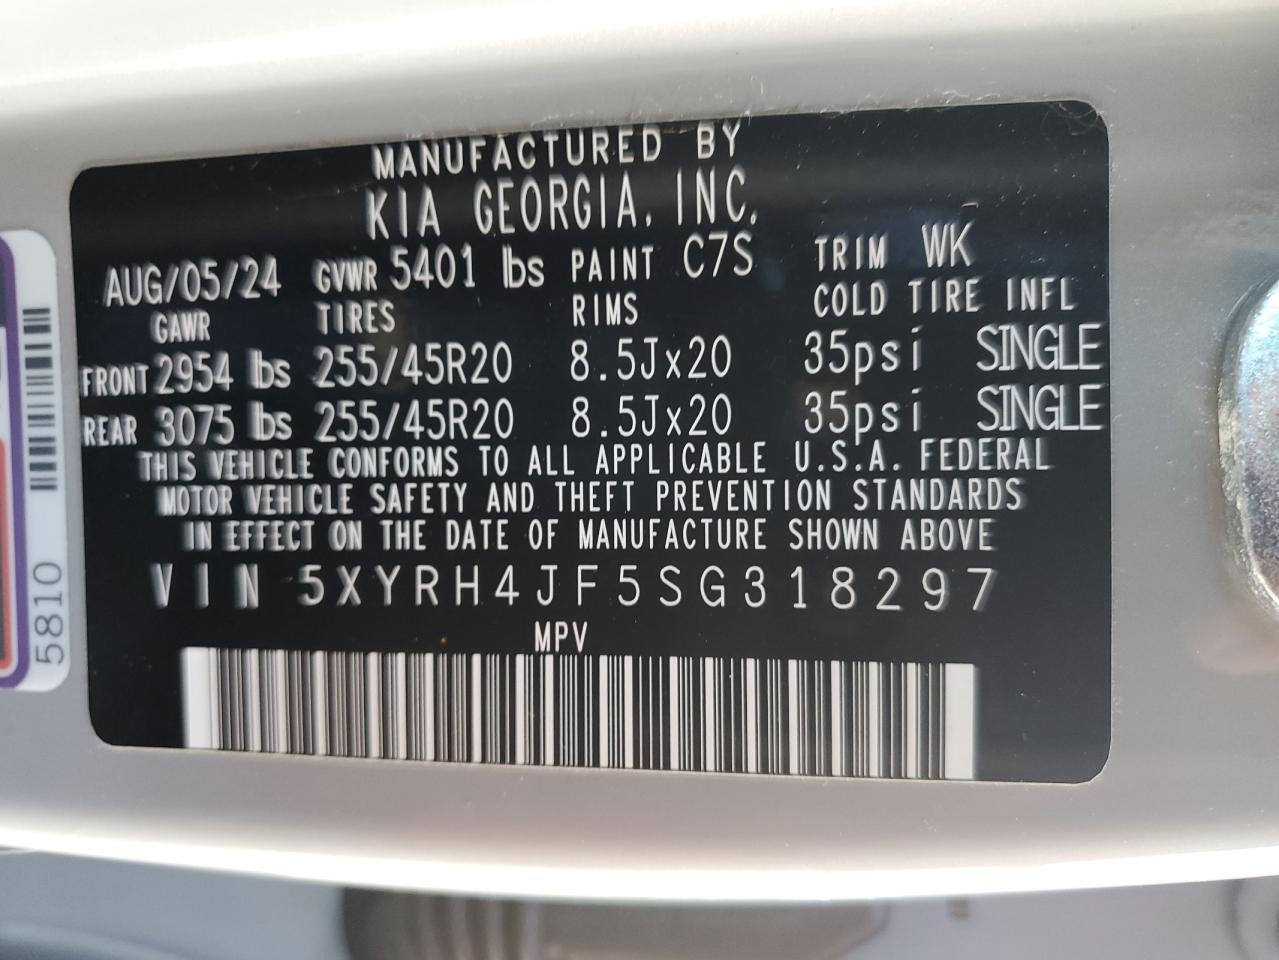 MANUFACTURED BY
KIA GEORGIA, INC.
AUG/05/24 GVWR 5401 lbs PAINT C7S TRIM WK
GAWR TIRES RIMS COLD TIRE INFL
FRONT 2954 lbs 255/45R20 8.5Jx20 35psi SINGLE
REAR 3075 lbs 255/45R20 8.5Jx20 35psi SINGLE
THIS VEHICLE CONFORMS TO ALL APPLICABLE U.S.A. FEDERAL
MOTOR VEHICLE SAFETY AND THEFT PREVENTION STANDARDS
IN EFFECT ON THE DATE OF MANUFACTURE SHOWN ABOVE
VIN 5XYRH4JF5SG318297
MPV
5810